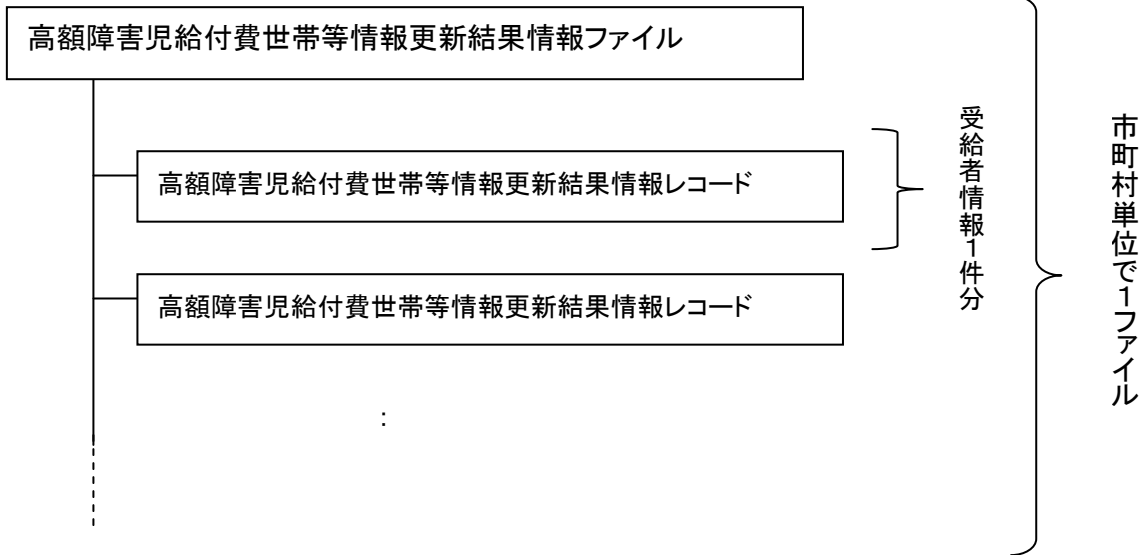 高額障害児給付費世帯等情報更新結果情報ファイル
高額障害児給付費世帯等情報更新結果情報レコード
高額障害児給付費世帯等情報更新結果情報レコード
:
受給者情報1件分
市町村単位で1ファイル